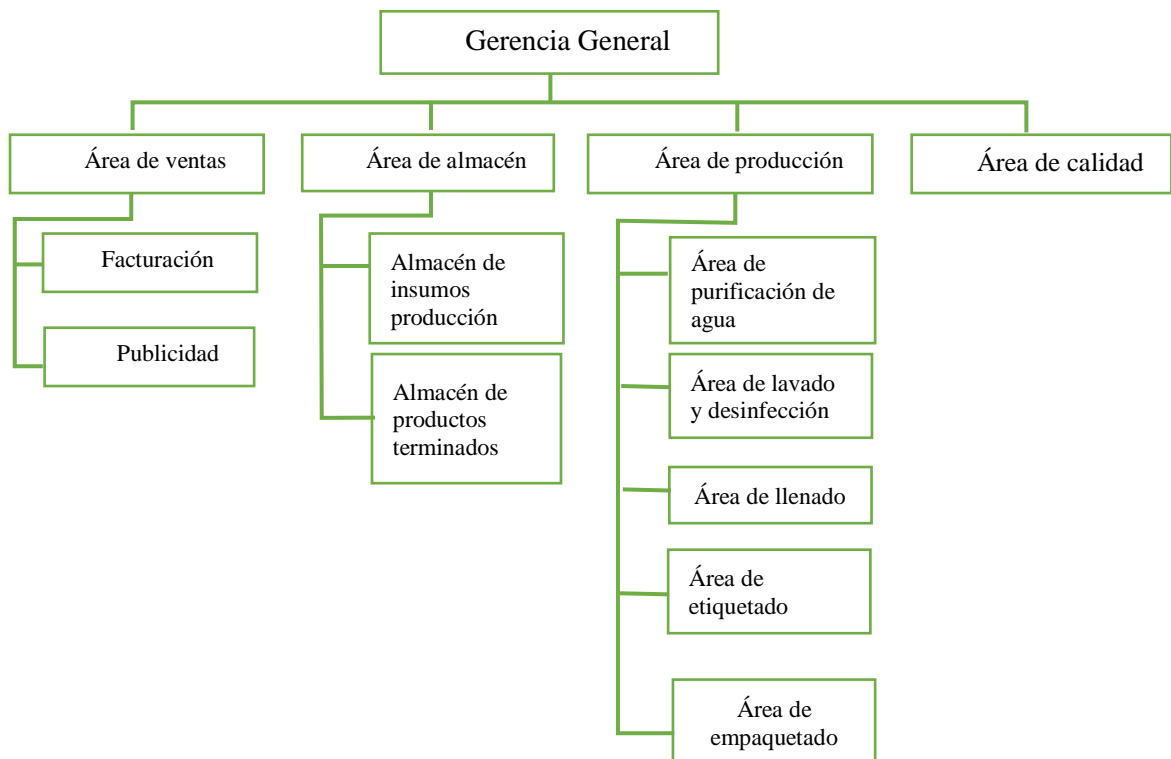 Gerencia General
Área de ventas
Área de almacén
Área de producción
Área de calidad
Facturación
Publicidad
Almacén de
insumos
producción
Almacén de
productos
terminados
Área de
purificación de
agua
Área de lavado
y desinfección
Área de llenado
Área de
etiquetado
Área de
empaquetado